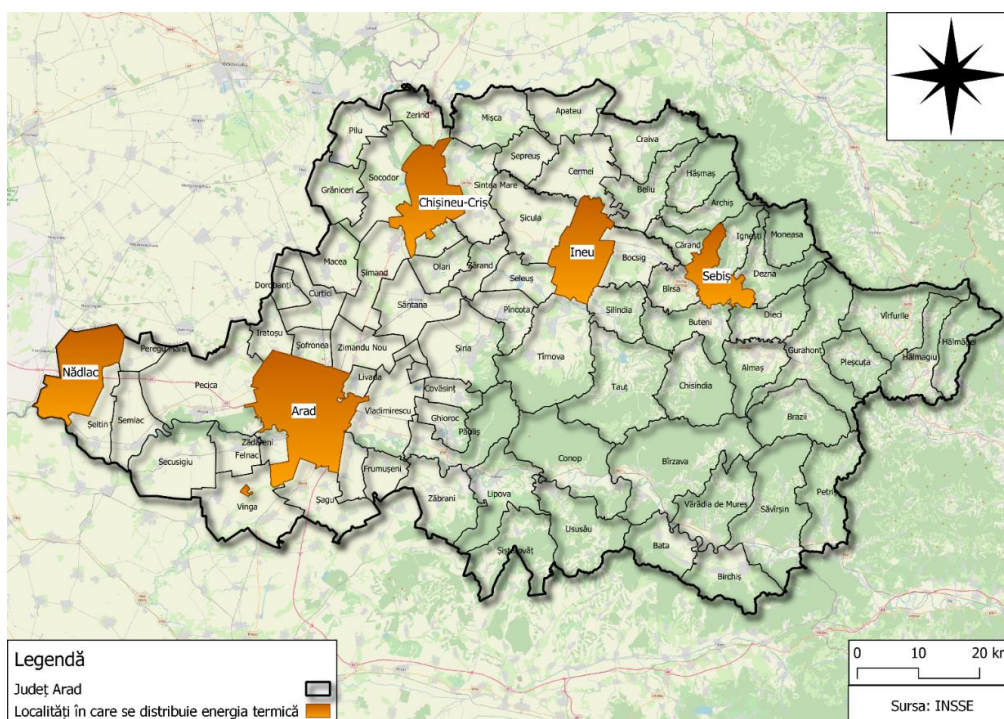 Zerind
Mișca
Apateu
Pilu
Craiva
Șepreuș
Socodor
Cermei
Hășmaș
Grăniceri
Sintea Mare
Beliu
Chișineu-Criș
Archiș
Șicula
Ignești
Moneasa
Cărand
Ineu
Bocsig
Macea
Șimand
Olari
Zărand
Sebiș
Dezna
Seleuș
Bîrsa
Dorobanți
Curtici
Sântana
Pîncota
Silindia
Dieci
Vîrfurile
Buteni
Iratoșu
Șofronea
Zimandu Nou
Șiria
Tîrnova
Gurahonț
Hălmăgel
Peregu Mare
Hălmagiu
Pleșcuța
Almaș
Nădlac
Livada
Pecica
Covăsinț
Tauț
Chisindia
Arad
Vladimirescu
Ghioroc
Brazii
Șeitin
Semlac
Păuliș
Zădăreni
Felnac
Secusigiu
Conop
Bîrzava
Frumușeni
Petriș
Lipova
Zăbrani
Șagu
Vinga
Vărădia de Mureș
Săvîrșin
Ususău
Șiștarovăț
Bata
Birchiș
Legendă
Județ Arad
Localități în care se distribuie energia termică
0 10 20 km
Sursa: INSSE